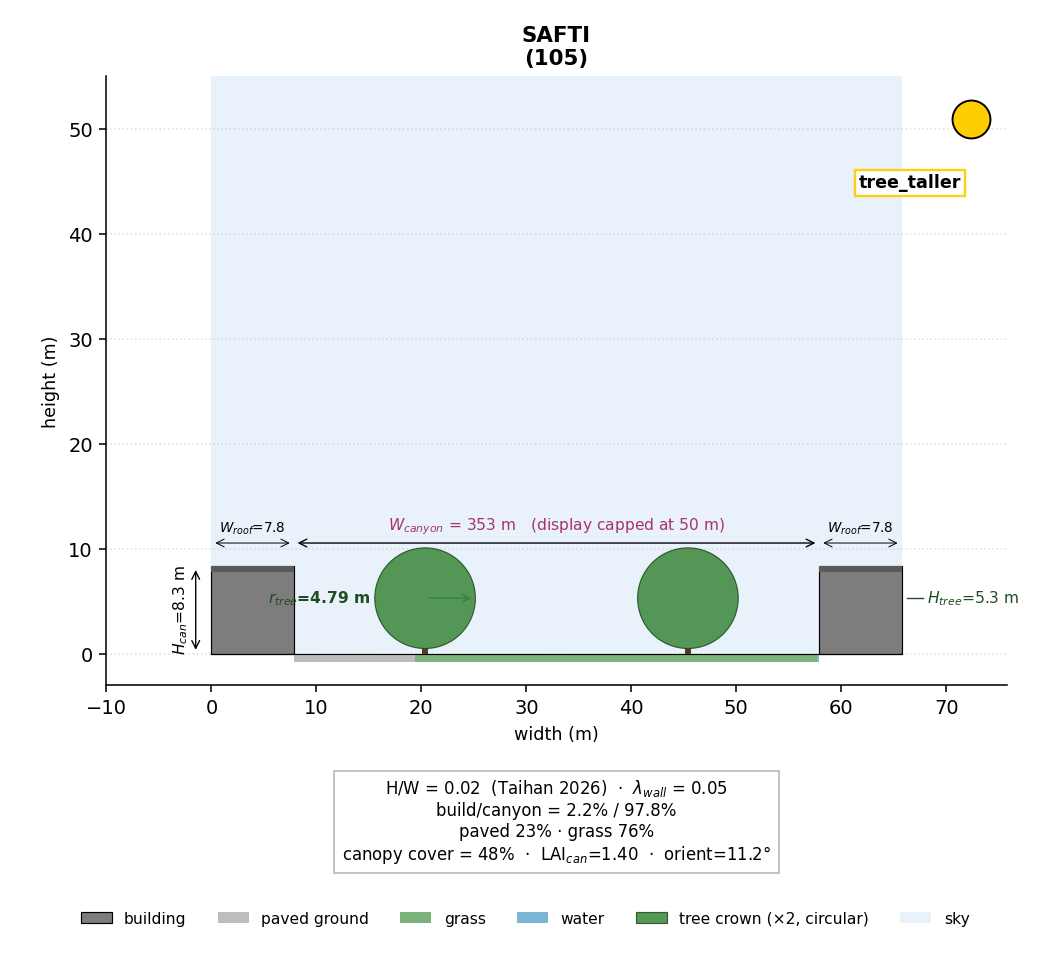 SAFTI
(105)
50
40
30
20
10
0
height (m)
tree_taller
W_roof=7.8
W_canyon = 353 m (display capped at 50 m)
W_roof=7.8
H_can=8.3 m
r_tree=4.79 m
H_tree=5.3 m
−10 0 10 20 30 40 50 60 70
width (m)
H/W = 0.02 (Taihan 2026) · λ_wall = 0.05
build/canyon = 2.2% / 97.8%
paved 23% · grass 76%
canopy cover = 48% · LAI_can=1.40 · orient=11.2°
building paved ground grass water tree crown (×2, circular) sky